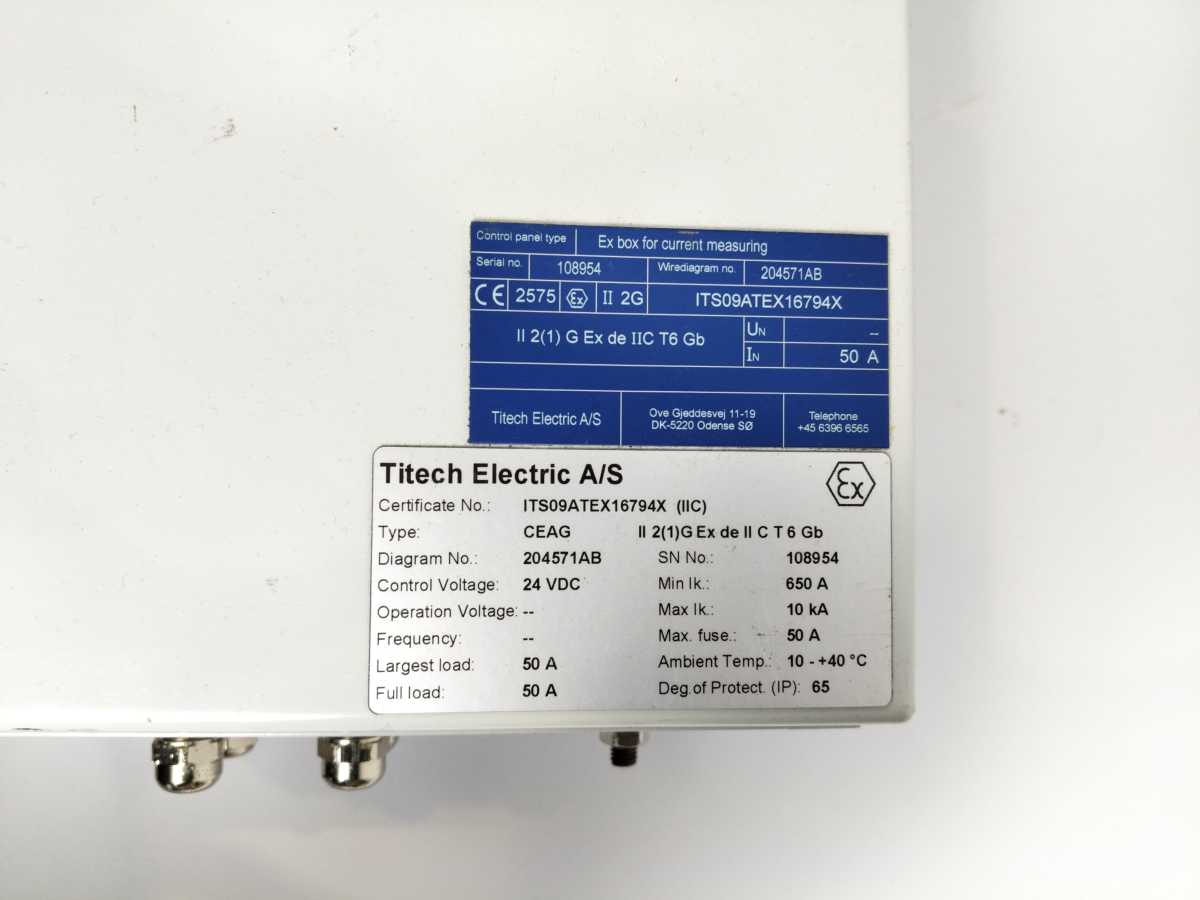 Control panel type Ex box for current measuring
Serial no. 108954 Wirediagram no. 204571AB
CE 2575 Ex II 2G ITS09ATEX16794X
II 2(1) G Ex de IIC T6 Gb UN --
IN 50 A
Titech Electric A/S Ove Gjeddesvej 11-19 Telephone
DK-5220 Odense SØ +45 6396 6565
Titech Electric A/S Ex
Certificate No.: ITS09ATEX16794X (IIC)
Type: CEAG II 2(1)G Ex de II C T 6 Gb
Diagram No.: 204571AB SN No.: 108954
Control Voltage: 24 VDC Min Ik.: 650 A
Operation Voltage: -- Max Ik.: 10 kA
Frequency: -- Max. fuse.: 50 A
Largest load: 50 A Ambient Temp.: 10 - +40 °C
Full load: 50 A Deg.of Protect. (IP): 65